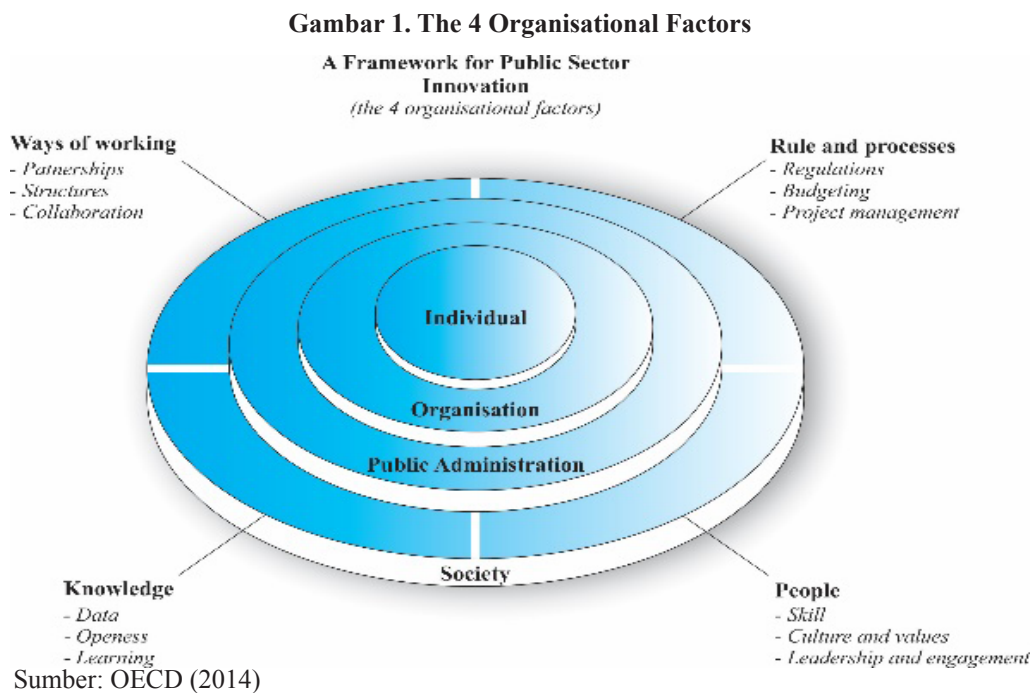 Gambar 1. The 4 Organisational Factors
A Framework for Public Sector
Innovation
(the 4 organisational factors)
Ways of working
- Patnerships
- Structures
- Collaboration
Rule and processes
- Regulations
- Budgeting
- Project management
Individual
Organisation
Public Administration
Society
Knowledge
- Data
- Openess
- Learning
People
- Skill
- Culture and values
- Leadership and engagement
Sumber: OECD (2014)